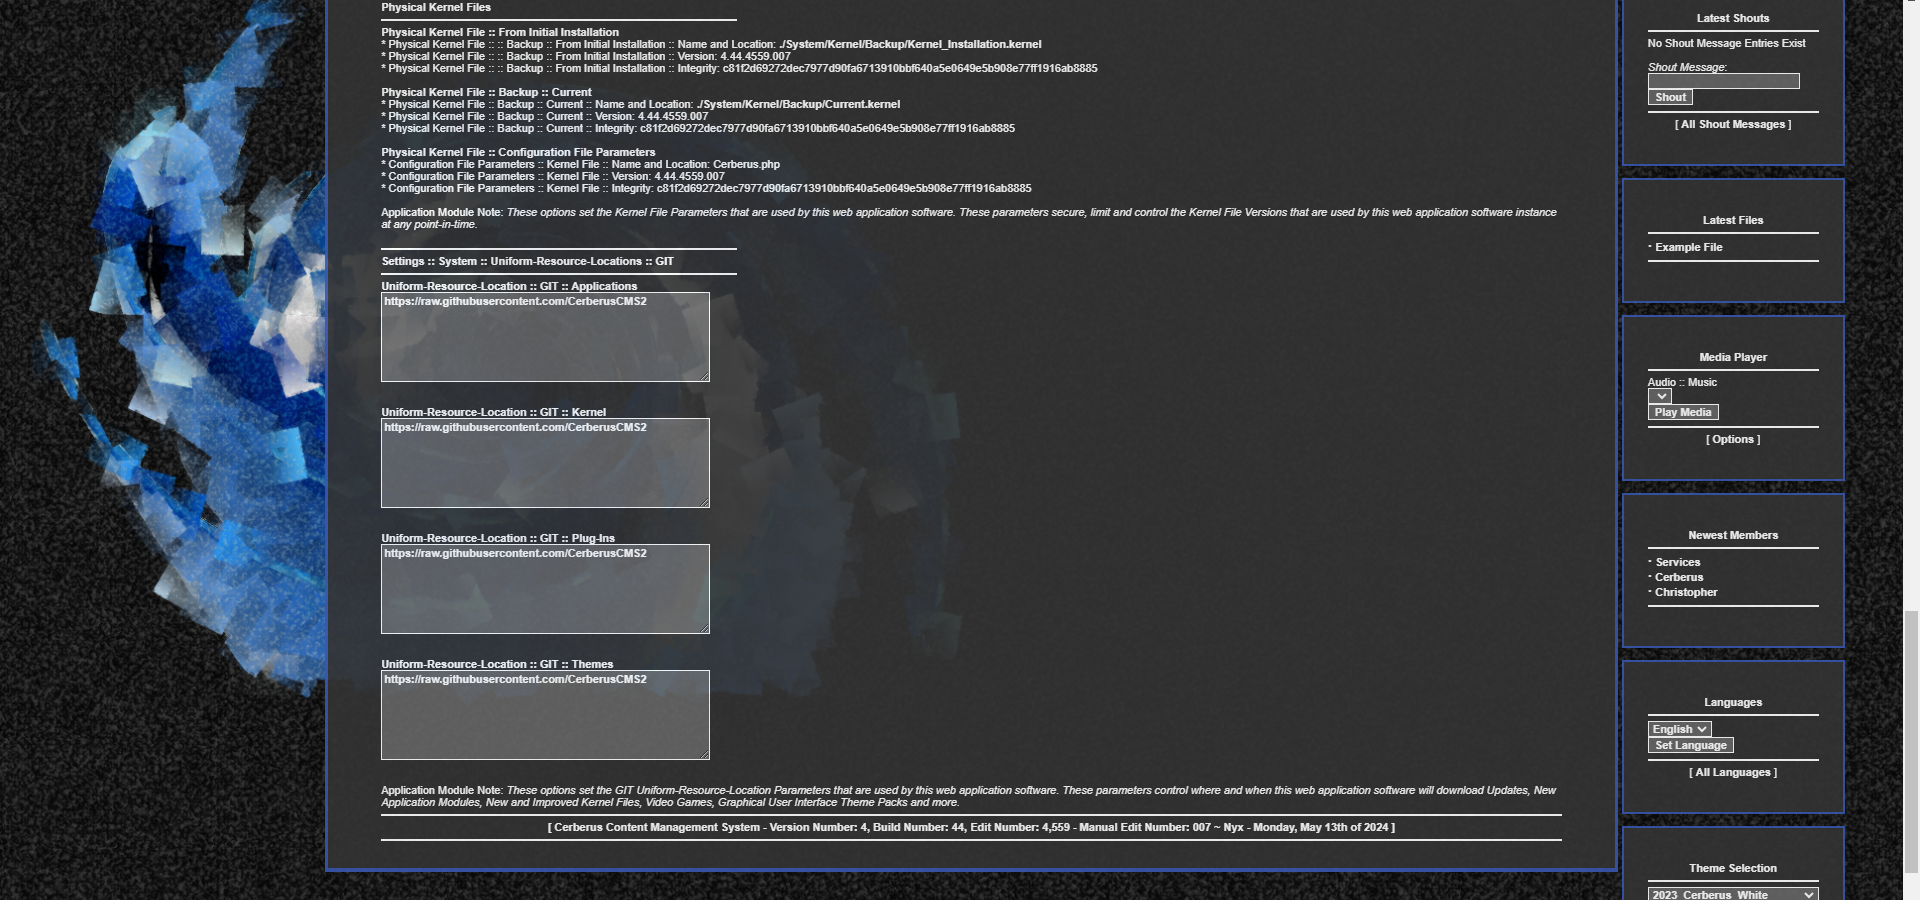 Physical Kernel Files
Physical Kernel File :: From Initial Installation
* Physical Kernel File :: :: Backup :: From Initial Installation :: Name and Location: ./System/Kernel/Backup/Kernel_Installation.kernel
* Physical Kernel File :: :: Backup :: From Initial Installation :: Version: 4.44.4559.007
* Physical Kernel File :: :: Backup :: From Initial Installation :: Integrity: c81f2d69272dec7977d90fa6713910bbf640a5e0649e5b908e77ff1916ab8885
Physical Kernel File :: Backup :: Current
* Physical Kernel File :: Backup :: Current :: Name and Location: ./System/Kernel/Backup/Current.kernel
* Physical Kernel File :: Backup :: Current :: Version: 4.44.4559.007
* Physical Kernel File :: Backup :: Current :: Integrity: c81f2d69272dec7977d90fa6713910bbf640a5e0649e5b908e77ff1916ab8885
Physical Kernel File :: Configuration File Parameters
* Configuration File Parameters :: Kernel File :: Name and Location: Cerberus.php
* Configuration File Parameters :: Kernel File :: Version: 4.44.4559.007
* Configuration File Parameters :: Kernel File :: Integrity: c81f2d69272dec7977d90fa6713910bbf640a5e0649e5b908e77ff1916ab8885
Application Module Note: These options set the Kernel File Parameters that are used by this web application software. These parameters secure, limit and control the Kernel File Versions that are used by this web application software instance
at any point-in-time.
Settings :: System :: Uniform-Resource-Locations :: GIT
Uniform-Resource-Location :: GIT :: Applications
https://raw.githubusercontent.com/CerberusCMS2
Uniform-Resource-Location :: GIT :: Kernel
https://raw.githubusercontent.com/CerberusCMS2
Uniform-Resource-Location :: GIT :: Plug-Ins
https://raw.githubusercontent.com/CerberusCMS2
Uniform-Resource-Location :: GIT :: Themes
https://raw.githubusercontent.com/CerberusCMS2
Application Module Note: These options set the GIT Uniform-Resource-Location Parameters that are used by this web application software. These parameters control where and when this web application software will download Updates, New
Application Modules, New and Improved Kernel Files, Video Games, Graphical User Interface Theme Packs and more.
[ Cerberus Content Management System - Version Number: 4, Build Number: 44, Edit Number: 4,559 - Manual Edit Number: 007 ~ Nyx - Monday, May 13th of 2024 ]
Latest Shouts
No Shout Message Entries Exist
Shout Message:
Shout
[ All Shout Messages ]
Latest Files
· Example File
Media Player
Audio :: Music
Play Media
[ Options ]
Newest Members
· Services
· Cerberus
· Christopher
Languages
English
Set Language
[ All Languages ]
Theme Selection
2023_Cerberus_White